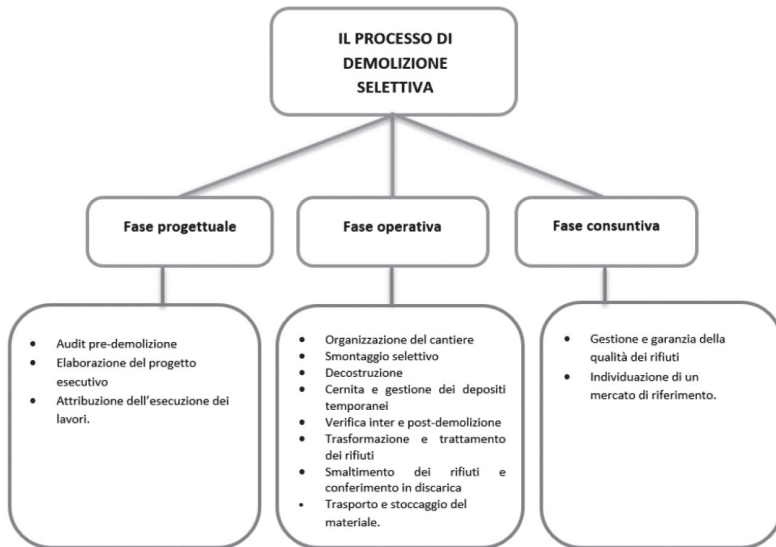 IL PROCESSO DI
DEMOLIZIONE
SELETTIVA
Fase progettuale
Fase operativa
Fase consuntiva
• Audit pre-demolizione
• Elaborazione del progetto
esecutivo
• Attribuzione dell'esecuzione dei
lavori.
• Organizzazione del cantiere
• Smontaggio selettivo
• Decostruzione
• Cernita e gestione dei depositi
temporanei
• Verifica inter e post-demolizione
• Trasformazione e trattamento
dei rifiuti
• Smaltimento dei rifiuti e
conferimento in discarica
• Trasporto e stoccaggio del
materiale.
• Gestione e garanzia della
qualità dei rifiuti
• Individuazione di un
mercato di riferimento.